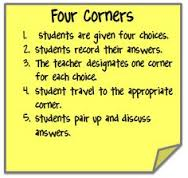 Four Corners
1. students are given four choices.
2. students record their answers.
3. The teacher designates one corner
for each choice.
4. student travel to the appropriate
corner.
5. students pair up and discuss
answers.